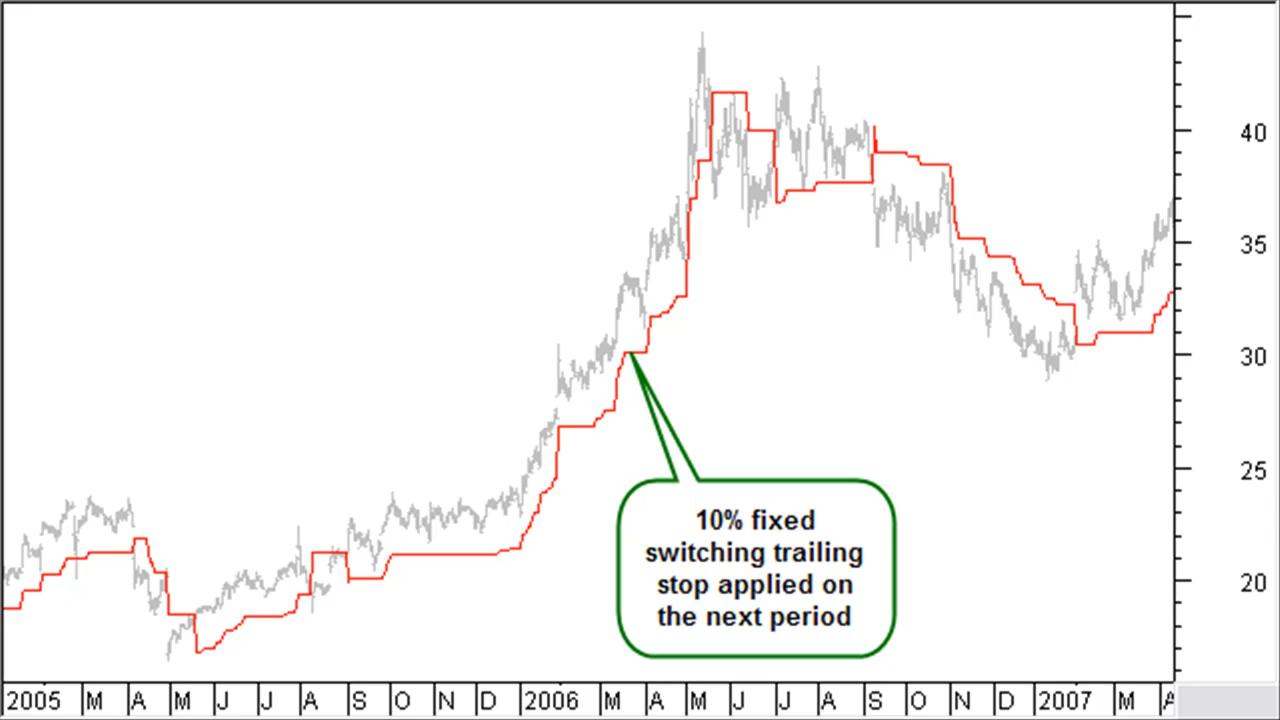 40
35
30
25
20
10% fixed
switching trailing
stop applied on
the next period
2005 M A M J J A S O N D 2006 M A M J J A S O N D 2007 M A